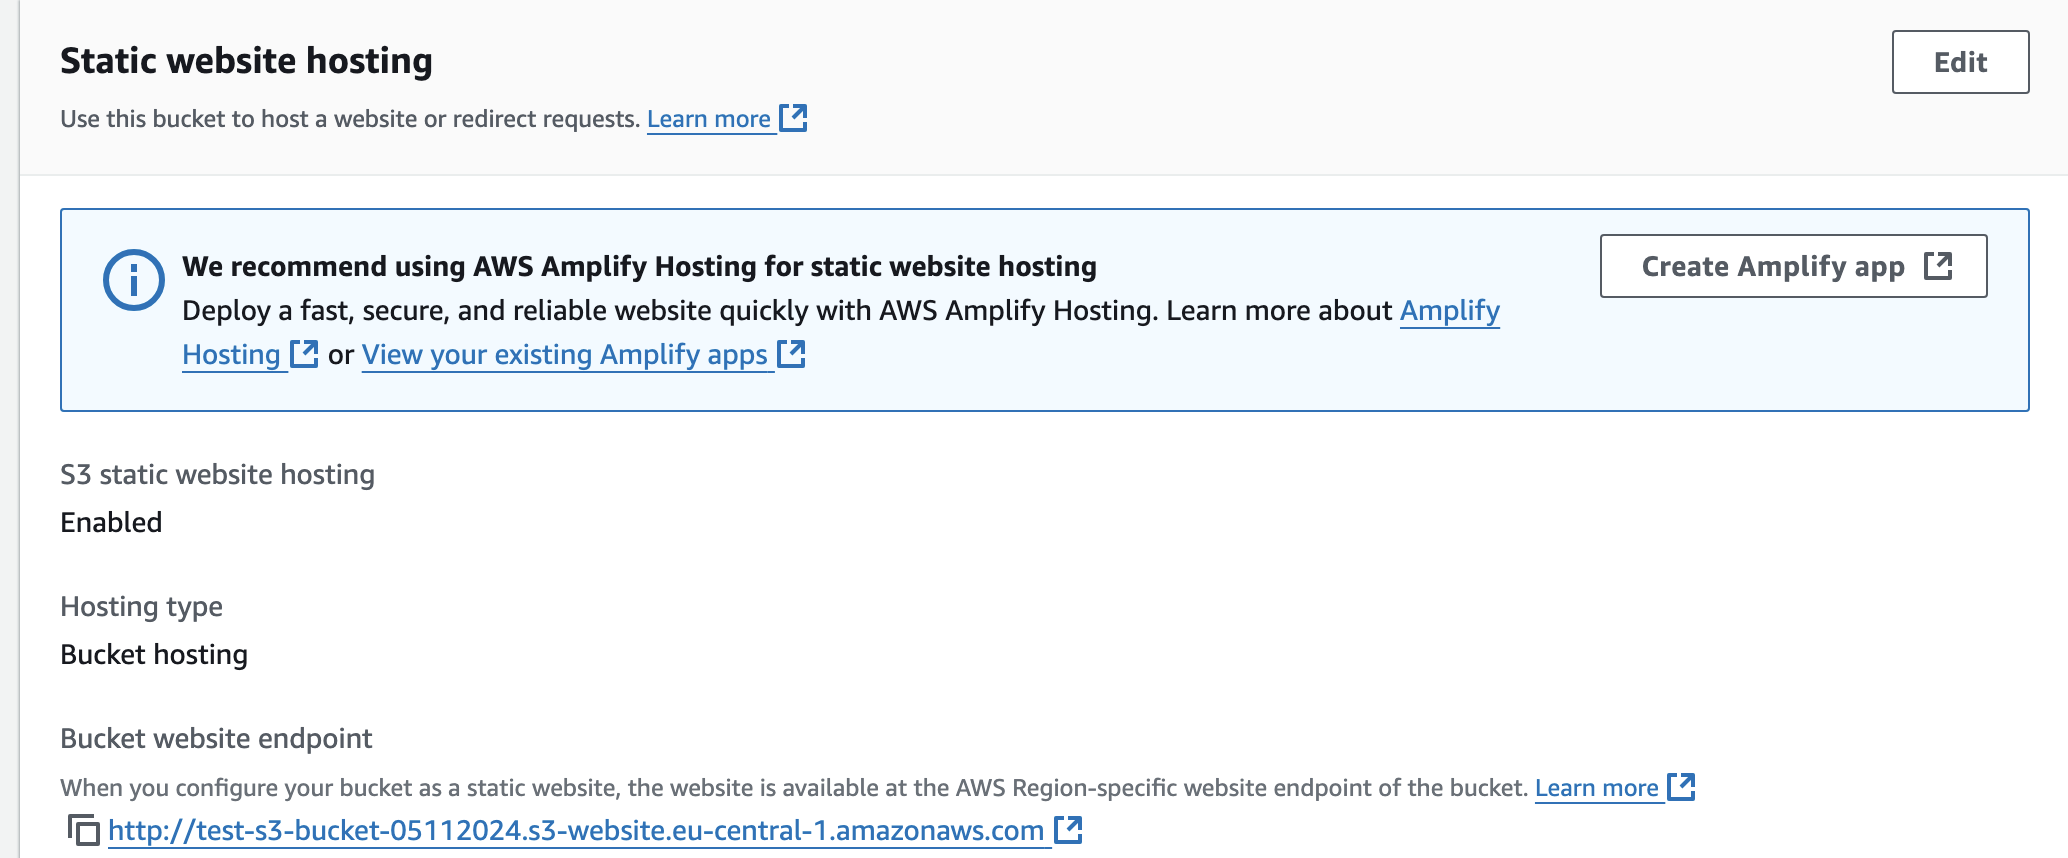 Static website hosting
Edit
Use this bucket to host a website or redirect requests. Learn more
We recommend using AWS Amplify Hosting for static website hosting
Create Amplify app
Deploy a fast, secure, and reliable website quickly with AWS Amplify Hosting. Learn more about Amplify
Hosting or View your existing Amplify apps
S3 static website hosting
Enabled
Hosting type
Bucket hosting
Bucket website endpoint
When you configure your bucket as a static website, the website is available at the AWS Region-specific website endpoint of the bucket. Learn more
http://test-s3-bucket-05112024.s3-website.eu-central-1.amazonaws.com